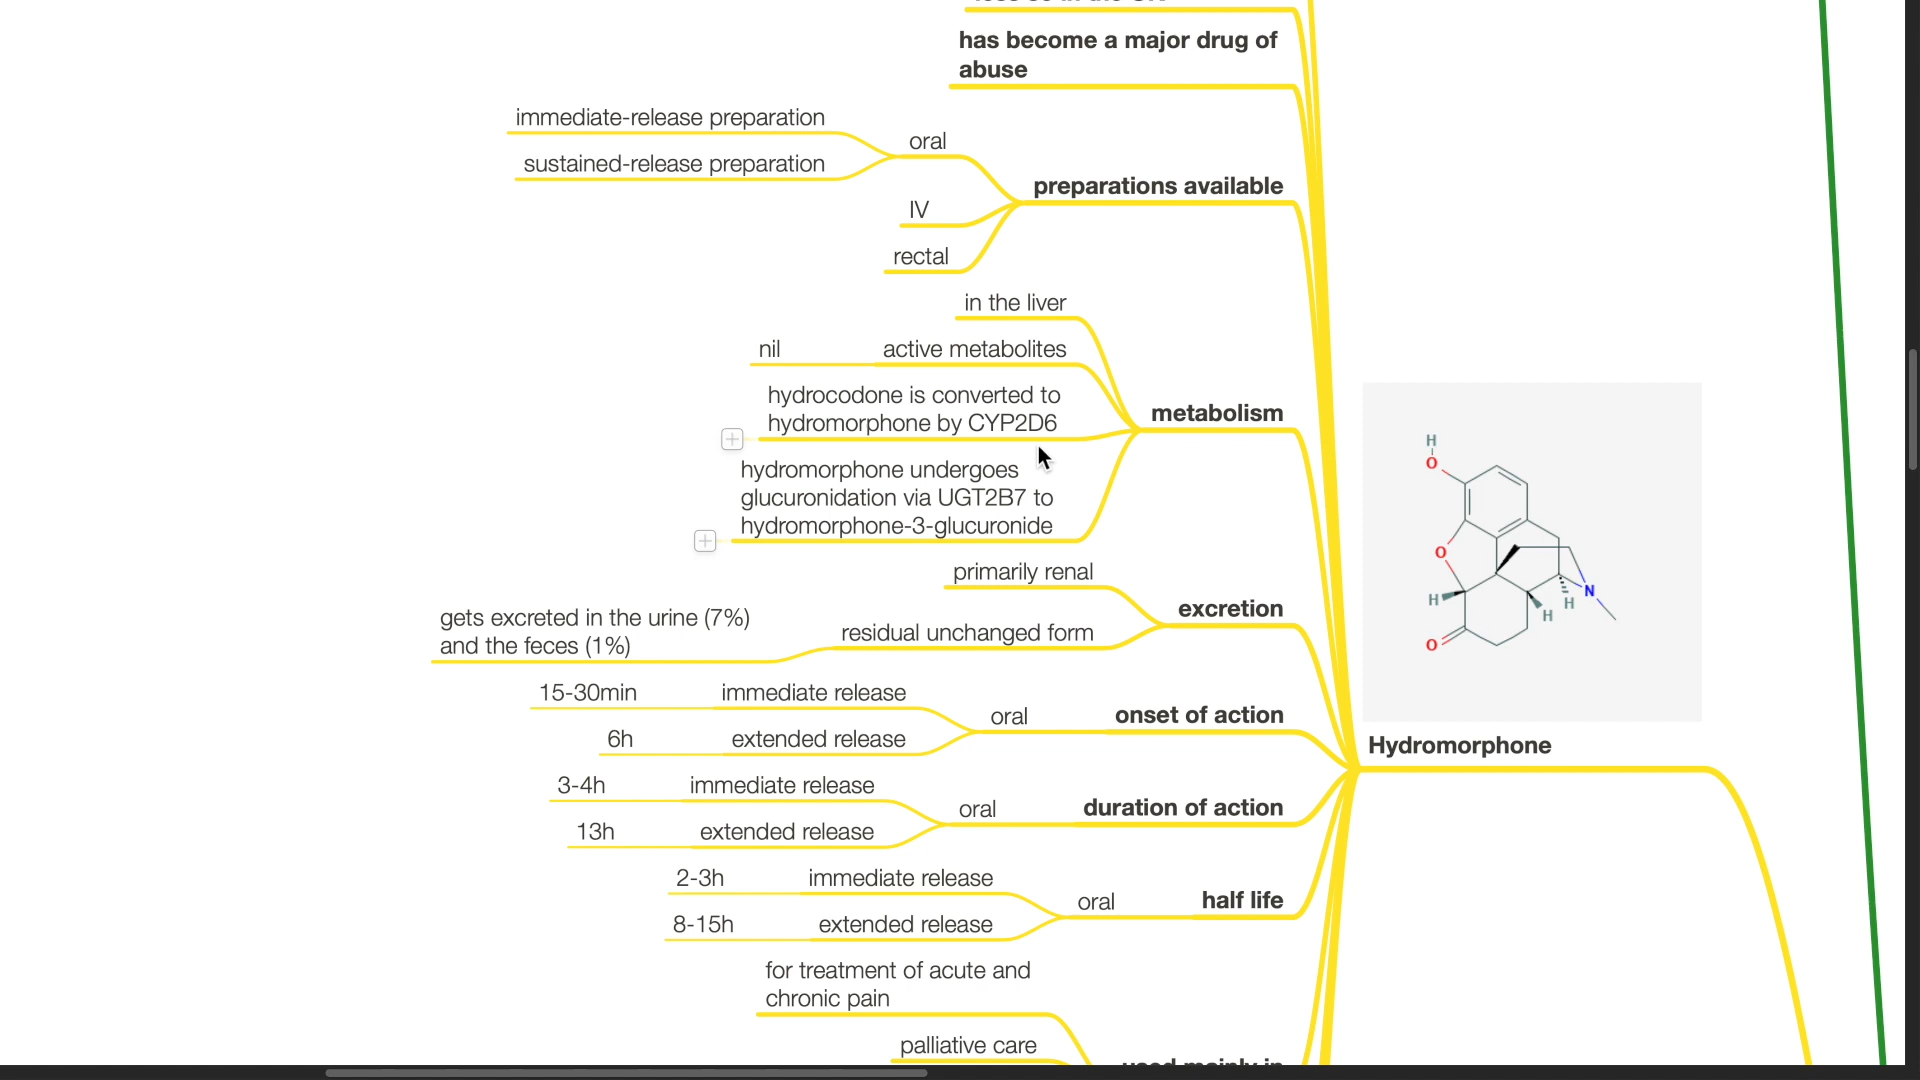 has become a major drug of
abuse
immediate-release preparation
sustained-release preparation
oral
IV
rectal
preparations available
in the liver
nil
active metabolites
hydrocodone is converted to
hydromorphone by CYP2D6
hydromorphone undergoes
glucuronidation via UGT2B7 to
hydromorphone-3-glucuronide
metabolism
primarily renal
gets excreted in the urine (7%)
and the feces (1%)
residual unchanged form
excretion
15-30min
immediate release
6h
extended release
oral
onset of action
3-4h
immediate release
13h
extended release
oral
duration of action
2-3h
immediate release
8-15h
extended release
oral
half life
for treatment of acute and
chronic pain
palliative care
used mainly in
H
O
O
H
H
H
N
O
Hydromorphone